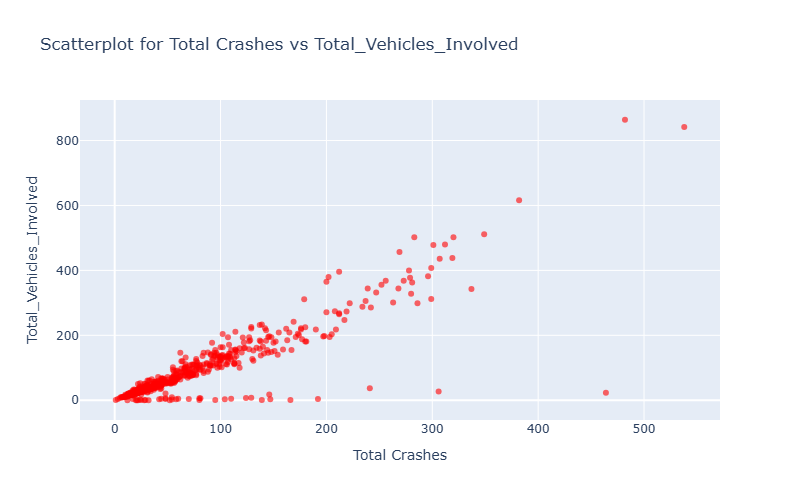 Scatterplot for Total Crashes vs Total_Vehicles_Involved
Total_Vehicles_Involved
800
600
400
200
0
0 100 200 300 400 500
Total Crashes